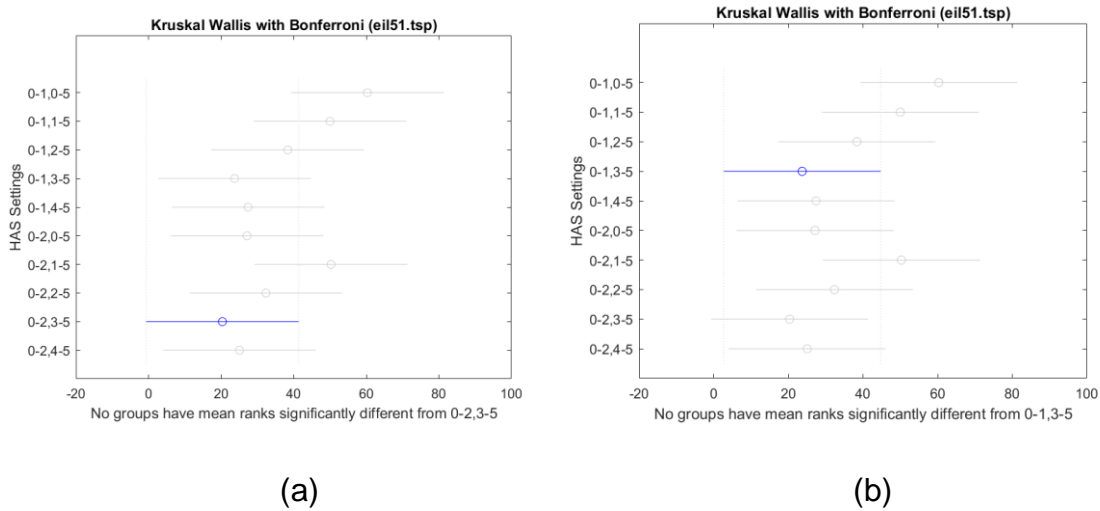 Kruskal Wallis with Bonferroni (eil51.tsp)
HAS Settings
0-1,0-5
0-1,1-5
0-1,2-5
0-1,3-5
0-1,4-5
0-2,0-5
0-2,1-5
0-2,2-5
0-2,3-5
0-2,4-5
-20 0 20 40 60 80 100
No groups have mean ranks significantly different from 0-2,3-5
(a)
Kruskal Wallis with Bonferroni (eil51.tsp)
HAS Settings
0-1,0-5
0-1,1-5
0-1,2-5
0-1,3-5
0-1,4-5
0-2,0-5
0-2,1-5
0-2,2-5
0-2,3-5
0-2,4-5
-20 0 20 40 60 80 100
No groups have mean ranks significantly different from 0-1,3-5
(b)